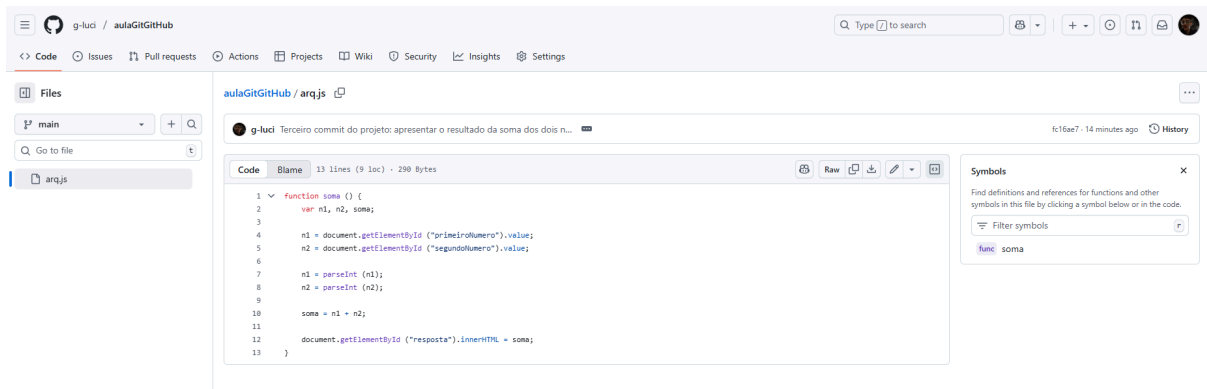 g-luci / aulaGitGitHub
Type / to search
Code Issues Pull requests Actions Projects Wiki Security Insights Settings
Files
main
Go to file t
arq.js
aulaGitGitHub / arq.js
g-luci Terceiro commit do projeto: apresentar o resultado da soma dos dois n...
fc16ae7 · 14 minutes ago History
Code Blame 13 lines (9 loc) · 290 Bytes
Raw
1 function soma () {
2 var n1, n2, soma;
3
4 n1 = document.getElementById ("primeiroNumero").value;
5 n2 = document.getElementById ("segundoNumero").value;
6
7 n1 = parseInt (n1);
8 n2 = parseInt (n2);
9
10 soma = n1 + n2;
11
12 document.getElementById ("resposta").innerHTML = soma;
13 }
Symbols
Find definitions and references for functions and other
symbols in this file by clicking a symbol below or in the code.
Filter symbols r
func soma